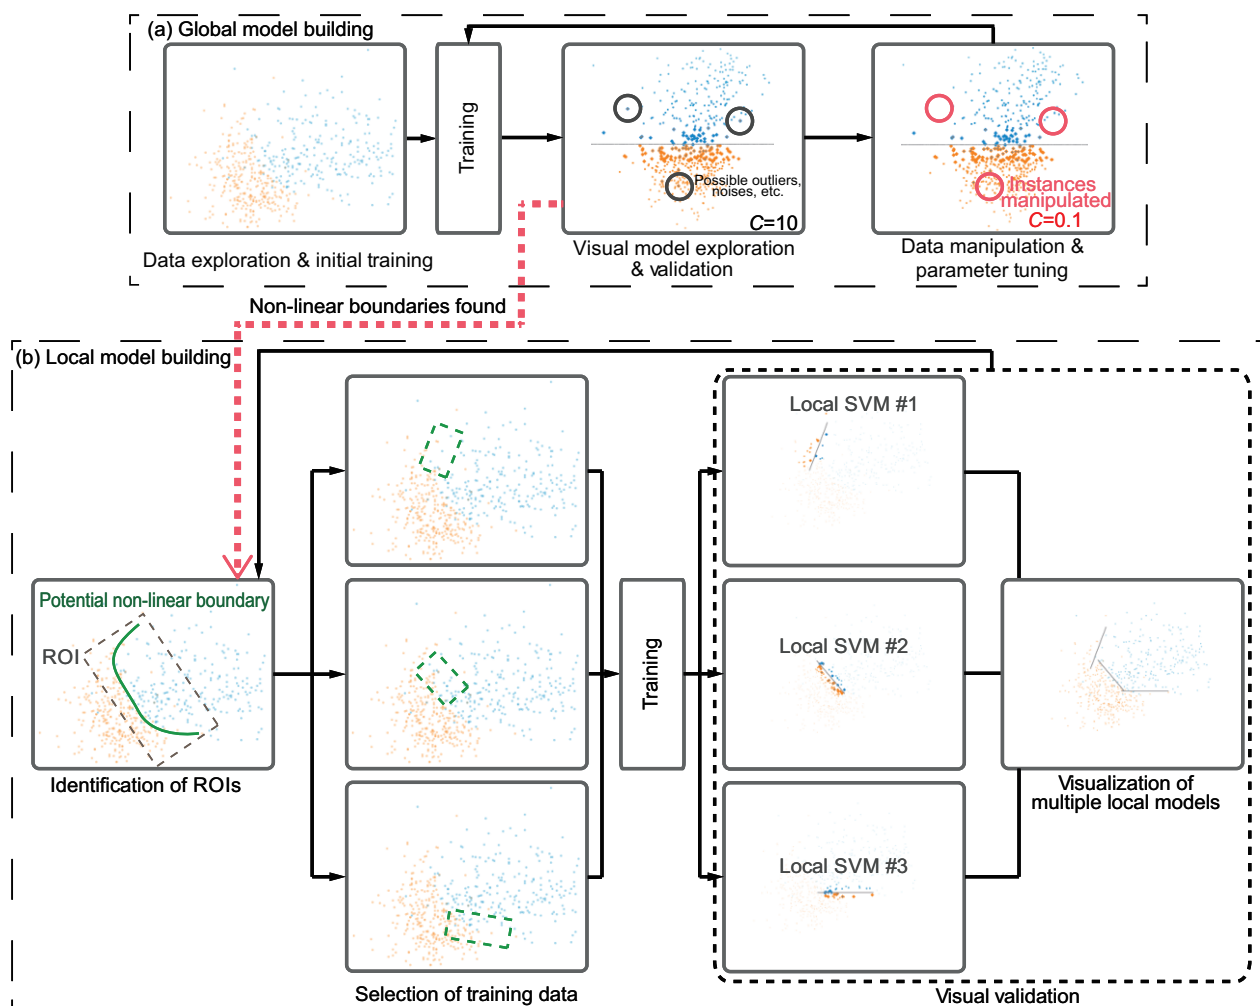 (a) Global model building
Training
Possible outliers,
noises, etc.
C=10
Instances
manipulated
C=0.1
Data exploration & initial training
Visual model exploration
& validation
Data manipulation &
parameter tuning
Non-linear boundaries found
(b) Local model building
Local SVM #1
Potential non-linear boundary
ROI
Training
Local SVM #2
Identification of ROIs
Visualization of
multiple local models
Local SVM #3
Selection of training data
Visual validation